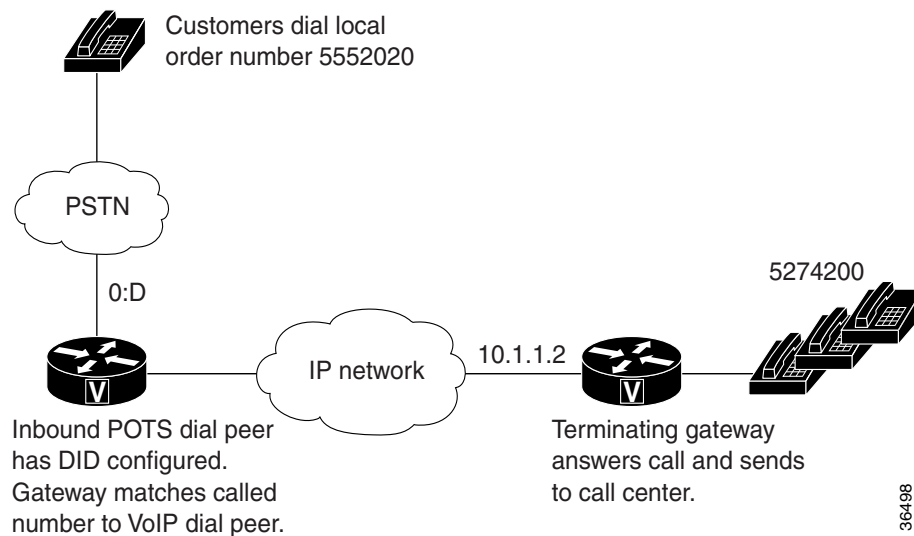 Customers dial local
order number 5552020
PSTN
0:D
5274200
IP network
10.1.1.2
V
V
Inbound POTS dial peer
has DID configured.
Gateway matches called
number to VoIP dial peer.
Terminating gateway
answers call and sends
to call center.
36498